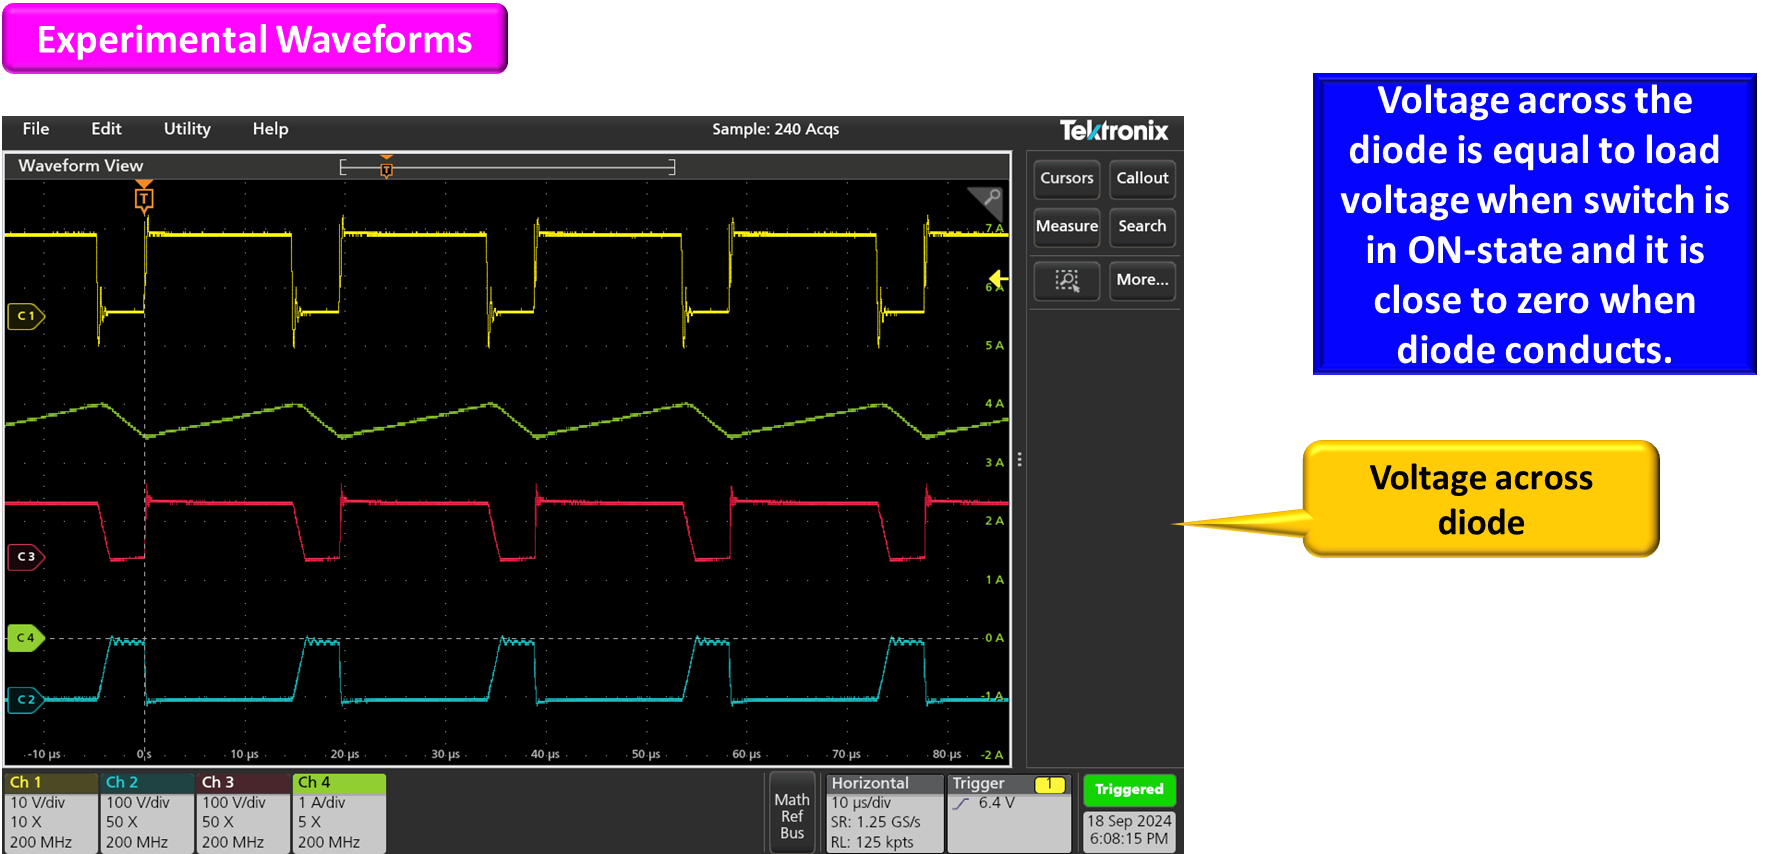 Experimental Waveforms
File Edit Utility Help
Sample: 240 Acqs
Tektronix
Waveform View
T
T
Cursors Callout
Measure Search
More...
7 A
6 A
5 A
4 A
3 A
2 A
1 A
0 A
-1 A
-2 A
C 1
C 3
C 4
C 2
-10 µs 0 s 10 µs 20 µs 30 µs 40 µs 50 µs 60 µs 70 µs 80 µs
Ch 1
10 V/div
10 X
200 MHz
Ch 2
100 V/div
50 X
200 MHz
Ch 3
100 V/div
50 X
200 MHz
Ch 4
1 A/div
5 X
200 MHz
Math
Ref
Bus
Horizontal
10 µs/div
SR: 1.25 GS/s
RL: 125 kpts
Trigger 1
6.4 V
Triggered
18 Sep 2024
6:08:15 PM
Voltage across the
diode is equal to load
voltage when switch is
in ON-state and it is
close to zero when
diode conducts.
Voltage across
diode